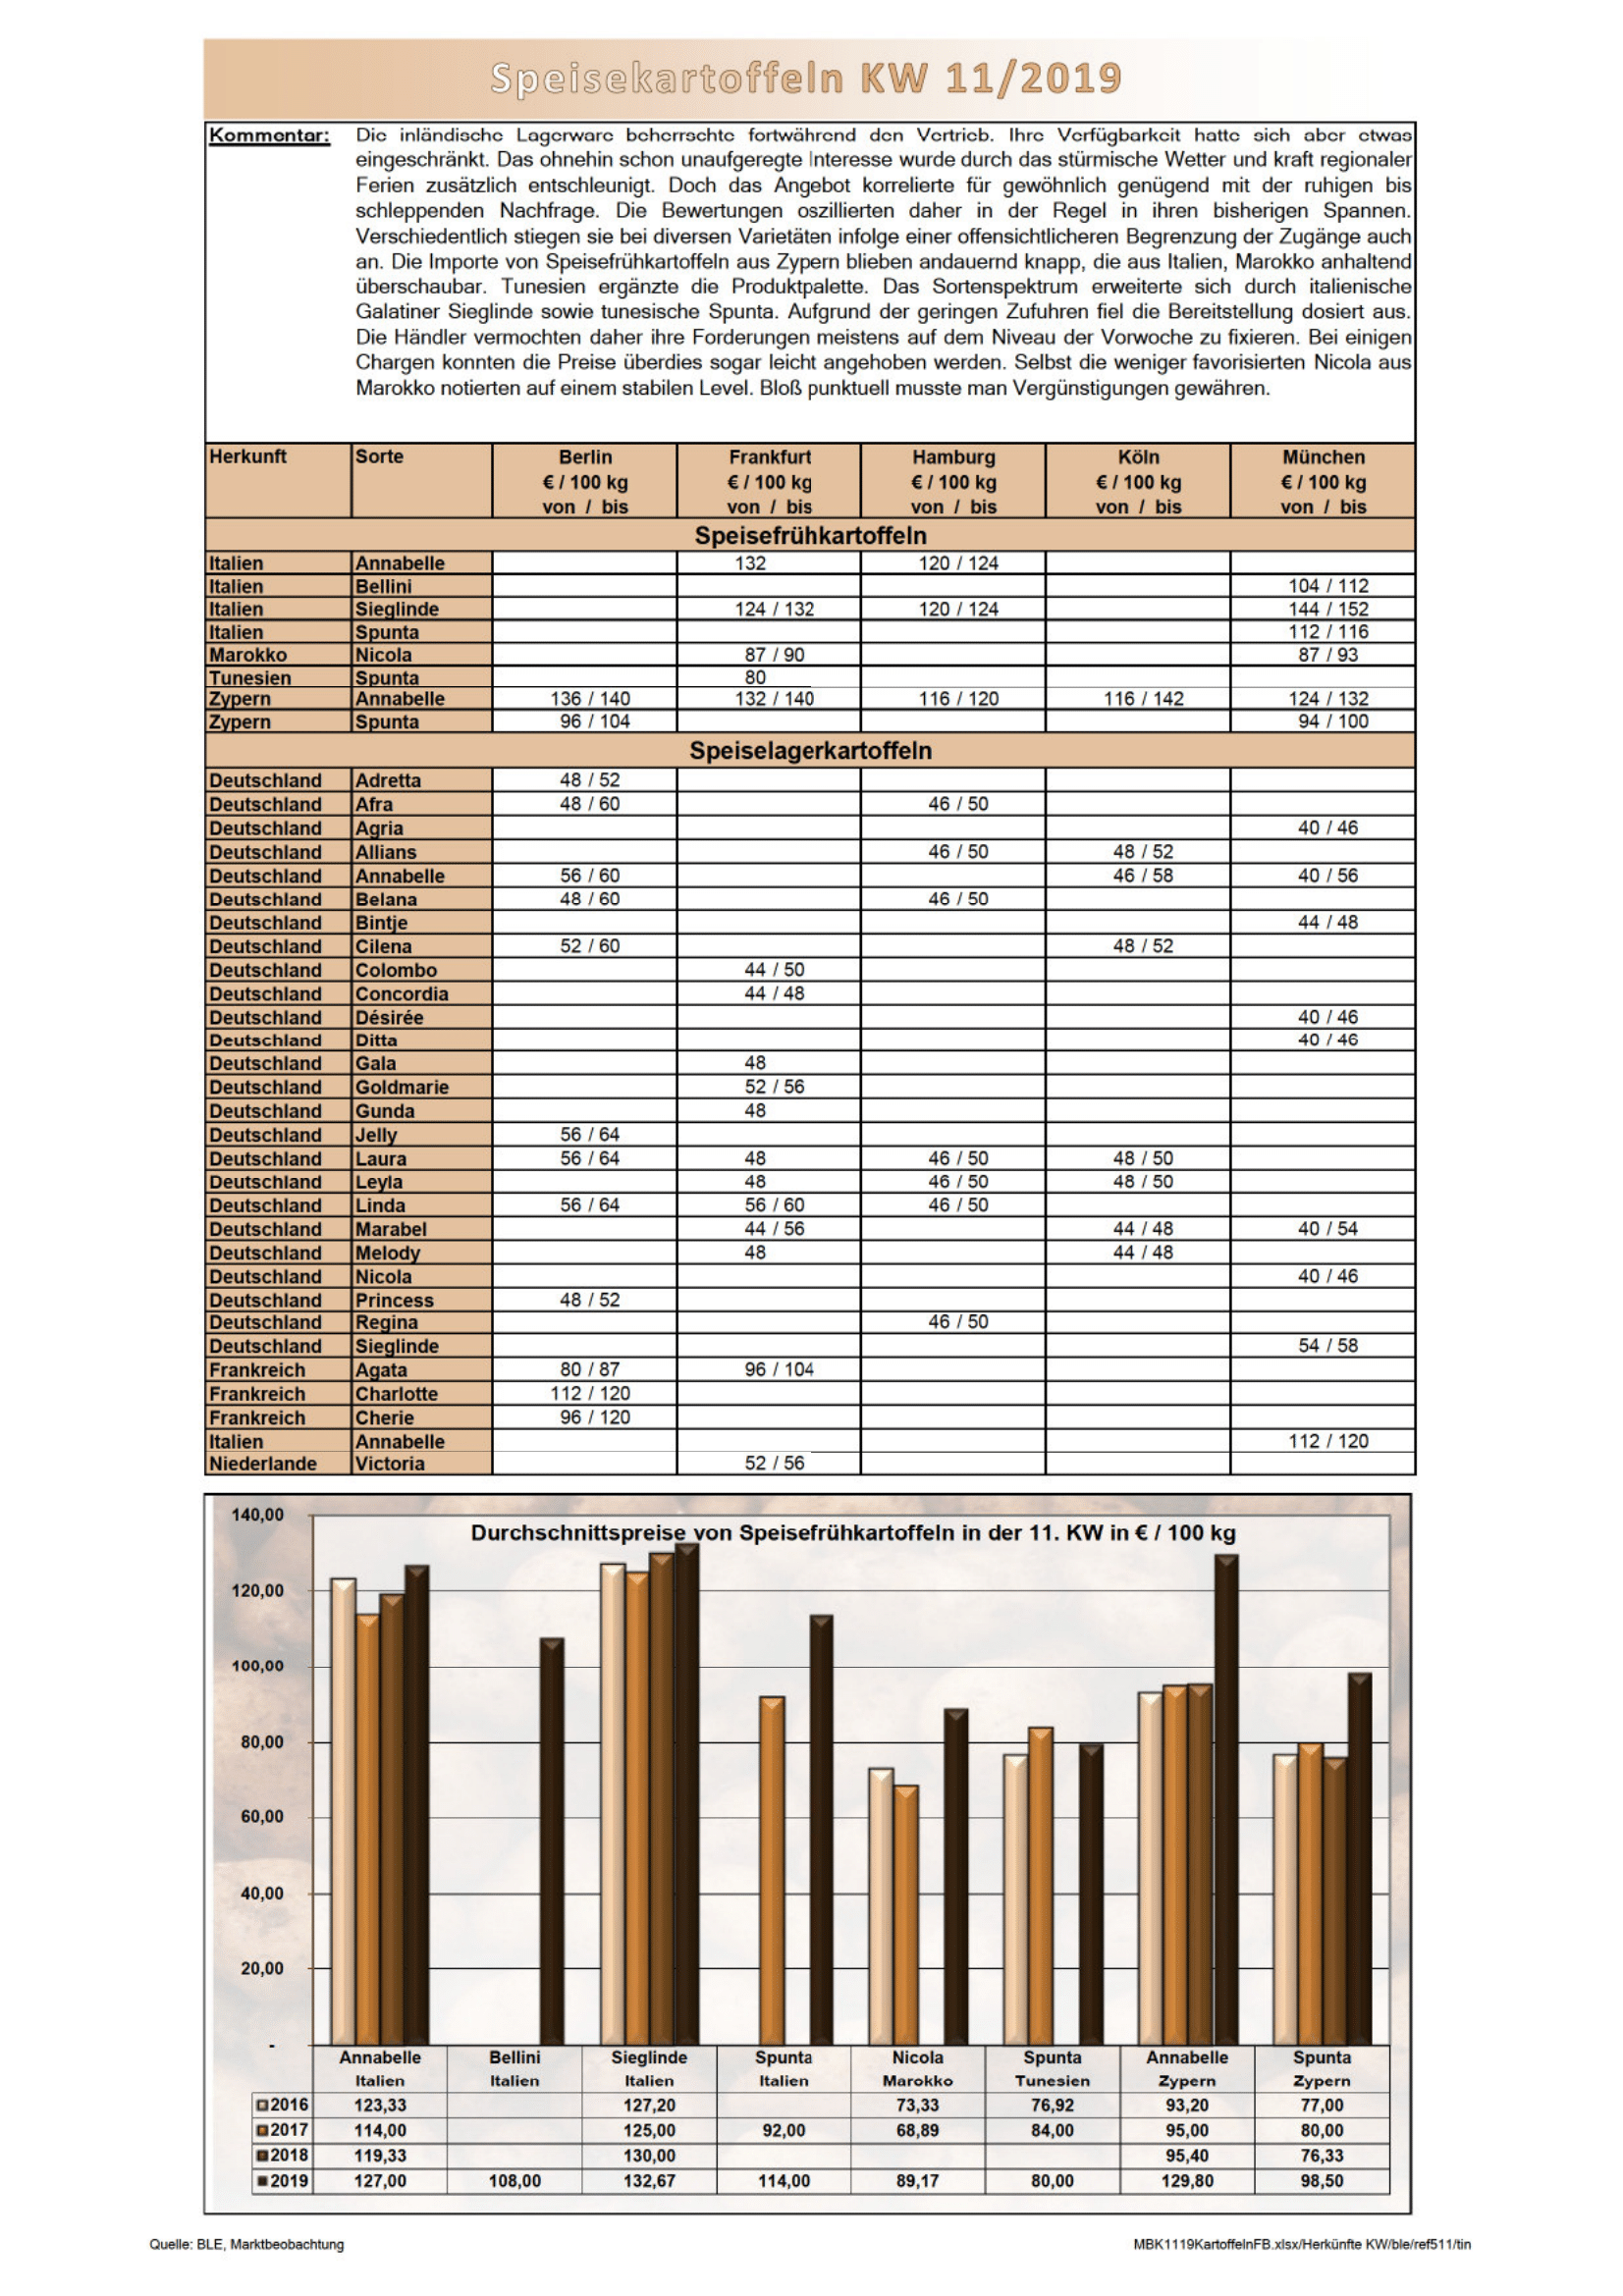 Speisekartoffeln KW 11/2019
Kommentar: Die inländische Lagerware beherrschte fortwährend den Vertrieb. Ihre Verfügbarkeit hatte sich aber etwas
eingeschränkt. Das ohnehin schon unaufgeregte Interesse wurde durch das stürmische Wetter und kraft regionaler
Ferien zusätzlich entschleunigt. Doch das Angebot korrelierte für gewöhnlich genügend mit der ruhigen bis
schleppenden Nachfrage. Die Bewertungen oszillierten daher in der Regel in ihren bisherigen Spannen.
Verschiedentlich stiegen sie bei diversen Varietäten infolge einer offensichtlicheren Begrenzung der Zugänge auch
an. Die Importe von Speisefrühkartoffeln aus Zypern blieben andauernd knapp, die aus Italien, Marokko anhaltend
überschaubar. Tunesien ergänzte die Produktpalette. Das Sortenspektrum erweiterte sich durch italienische
Galatiner Sieglinde sowie tunesische Spunta. Aufgrund der geringen Zufuhren fiel die Bereitstellung dosiert aus.
Die Händler vermochten daher ihre Forderungen meistens auf dem Niveau der Vorwoche zu fixieren. Bei einigen
Chargen konnten die Preise überdies sogar leicht angehoben werden. Selbst die weniger favorisierten Nicola aus
Marokko notierten auf einem stabilen Level. Bloß punktuell musste man Vergünstigungen gewähren.
Herkunft Sorte Berlin Frankfurt Hamburg Köln München
€ / 100 kg € / 100 kg € / 100 kg € / 100 kg € / 100 kg
von / bis von / bis von / bis von / bis von / bis
Speisefrühkartoffeln
Italien Annabelle 132 120 / 124
Italien Bellini 104 / 112
Italien Sieglinde 124 / 132 120 / 124 144 / 152
Italien Spunta 112 / 116
Marokko Nicola 87 / 90 87 / 93
Tunesien Spunta 80
Zypern Annabelle 136 / 140 132 / 140 116 / 120 116 / 142 124 / 132
Zypern Spunta 96 / 104 94 / 100
Speiselagerkartoffeln
Deutschland Adretta 48 / 52
Deutschland Afra 48 / 60 46 / 50
Deutschland Agria 40 / 46
Deutschland Allians 46 / 50 48 / 52
Deutschland Annabelle 56 / 60 46 / 58 40 / 56
Deutschland Belana 48 / 60 46 / 50
Deutschland Bintje 44 / 48
Deutschland Cilena 52 / 60 48 / 52
Deutschland Colombo 44 / 50
Deutschland Concordia 44 / 48
Deutschland Désirée 40 / 46
Deutschland Ditta 40 / 46
Deutschland Gala 48
Deutschland Goldmarie 52 / 56
Deutschland Gunda 48
Deutschland Jelly 56 / 64
Deutschland Laura 56 / 64 48 46 / 50 48 / 50
Deutschland Leyla 48 46 / 50 48 / 50
Deutschland Linda 56 / 64 56 / 60 46 / 50
Deutschland Marabel 44 / 56 44 / 48 40 / 54
Deutschland Melody 48 44 / 48
Deutschland Nicola 40 / 46
Deutschland Princess 48 / 52
Deutschland Regina 46 / 50
Deutschland Sieglinde 54 / 58
Frankreich Agata 80 / 87 96 / 104
Frankreich Charlotte 112 / 120
Frankreich Cherie 96 / 120
Italien Annabelle 112 / 120
Niederlande Victoria 52 / 56
Durchschnittspreise von Speisefrühkartoffeln in der 11. KW in € / 100 kg
140,00
120,00
100,00
80,00
60,00
40,00
20,00
-
Annabelle Bellini Sieglinde Spunta Nicola Spunta Annabelle Spunta
Italien Italien Italien Italien Marokko Tunesien Zypern Zypern
2016 123,33 127,20 73,33 76,92 93,20 77,00
2017 114,00 125,00 92,00 68,89 84,00 95,00 80,00
2018 119,33 130,00 95,40 76,33
2019 127,00 108,00 132,67 114,00 89,17 80,00 129,80 98,50
Quelle: BLE, Marktbeobachtung MBK1119KartoffelnFB.xlsx/Herkünfte KW/ble/ref511/tin